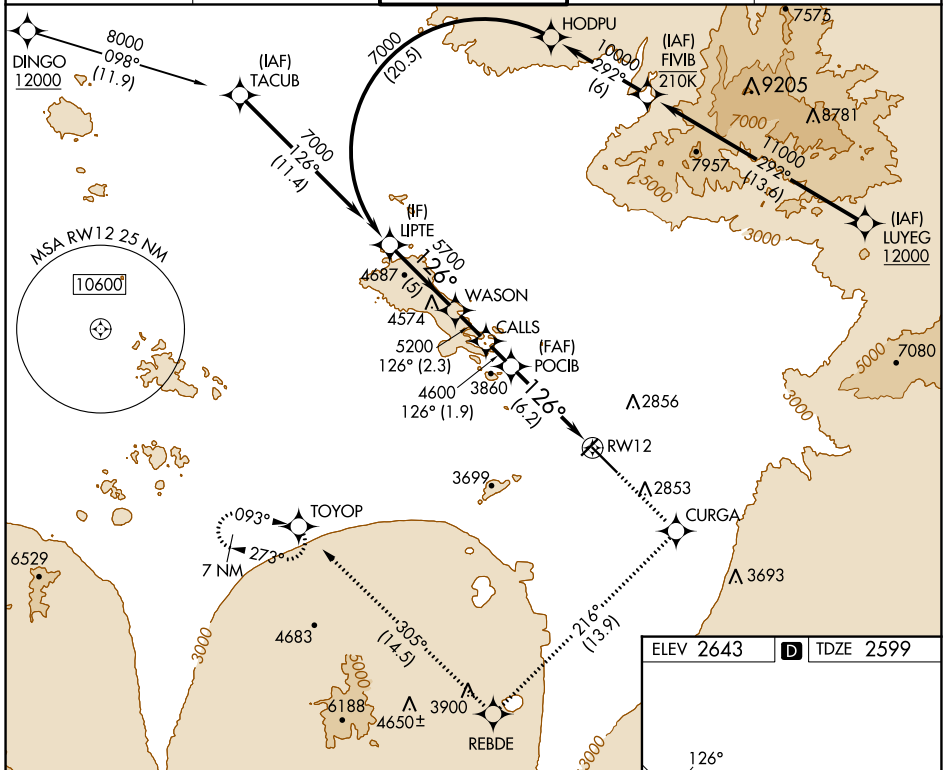 7575
HODPU
DINGO
12000
8000
098°
(11.9)
(IAF)
TACUB
7000
(20.5)
10000
292°
(6)
(IAF)
FIVIB
210K
9205
8781
7000
7957
5000
11000
292°
(13.6)
3000
(IAF)
LUYEG
12000
7000
126°
(11.4)
(IF)
LIPTE
5700
126°
(5)
4687
4574
WASON
CALLS
5200
126° (2.3)
(FAF)
POCIB
4600
126° (1.9)
3860
126°
(6.2)
MSA RW12 25 NM
10600
5000
7080
3000
2856
RW12
2853
CURGA
3699
3693
TOYOP
093°
273°
7 NM
6529
3000
4683
305°
(14.5)
216°
(13.9)
5000
6188
4650±
3900
REBDE
3000
ELEV 2643 D TDZE 2599
126°